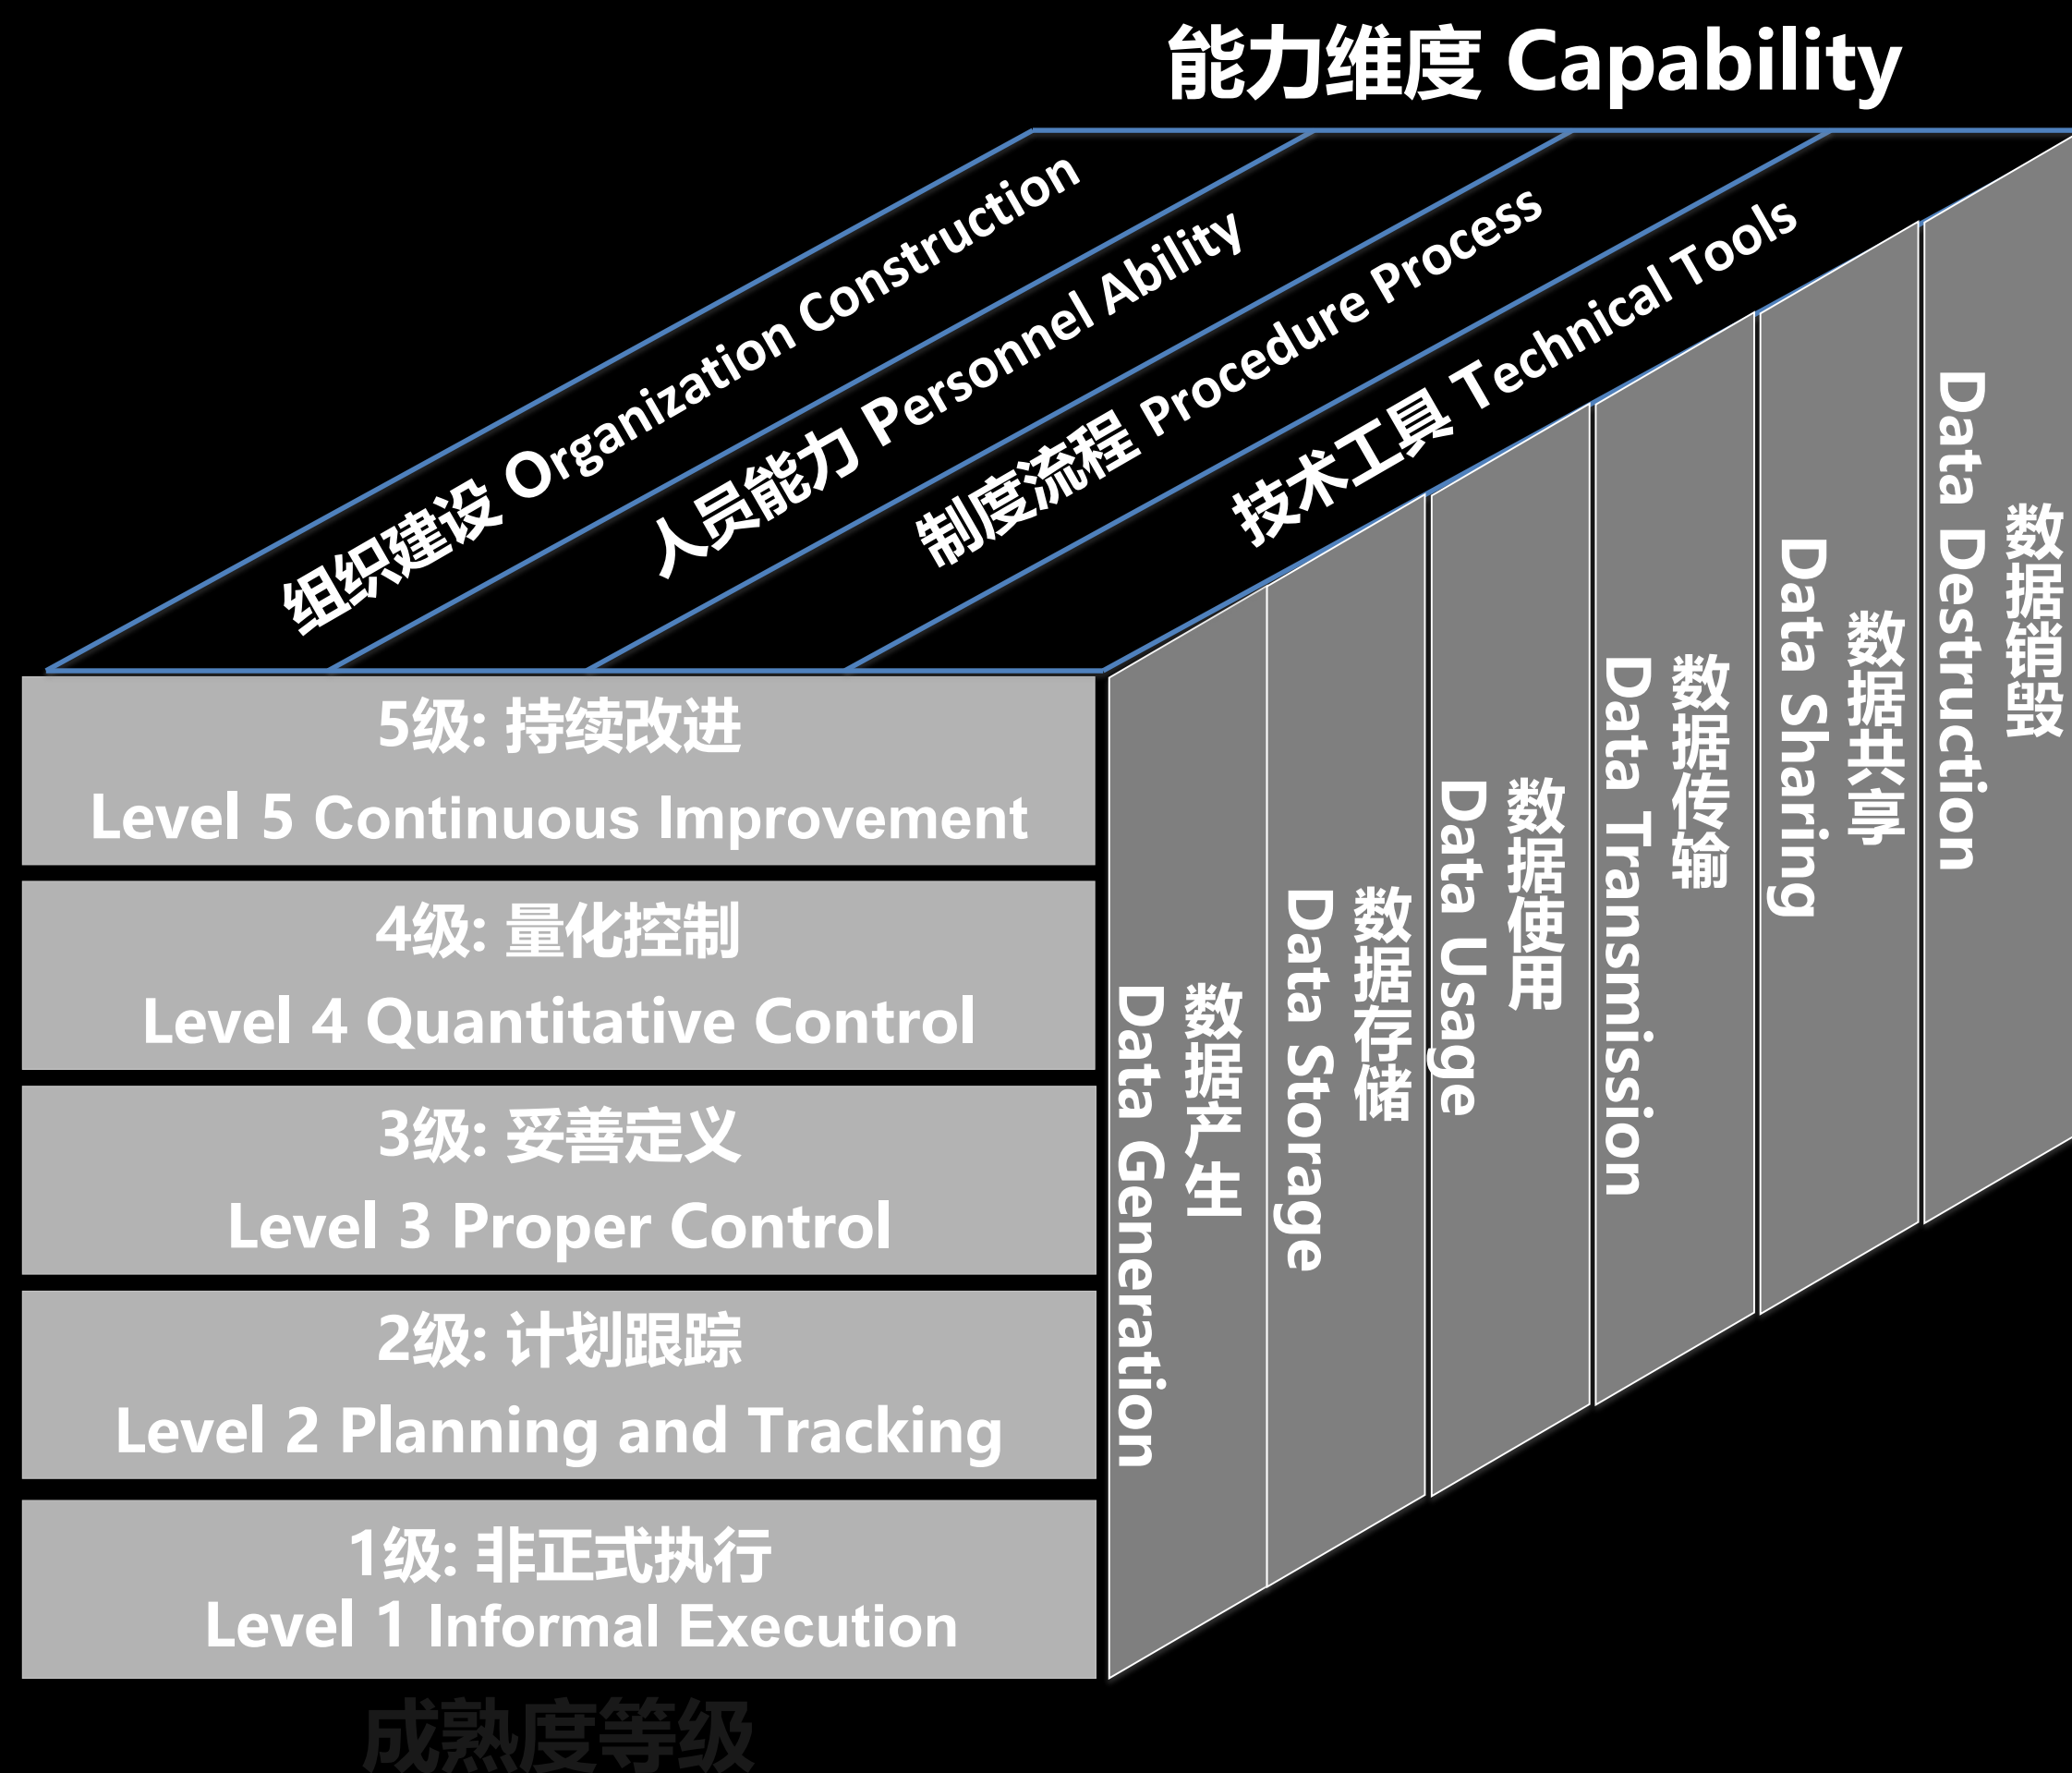 能力维度 Capability
组织建设 Organization Construction
人员能力 Personnel Ability
制度流程 Procedure Process
技术工具 Technical Tools
5级: 持续改进
Level 5 Continuous Improvement
4级: 量化控制
Level 4 Quantitative Control
3级: 妥善定义
Level 3 Proper Control
2级: 计划跟踪
Level 2 Planning and Tracking
1级: 非正式执行
Level 1 Informal Execution
数据产生
Data Generation
数据存储
Data Storage
数据使用
Data Usage
数据传输
Data Transmission
数据共享
Data Sharing
数据销毁
Data Destruction
成熟度等级